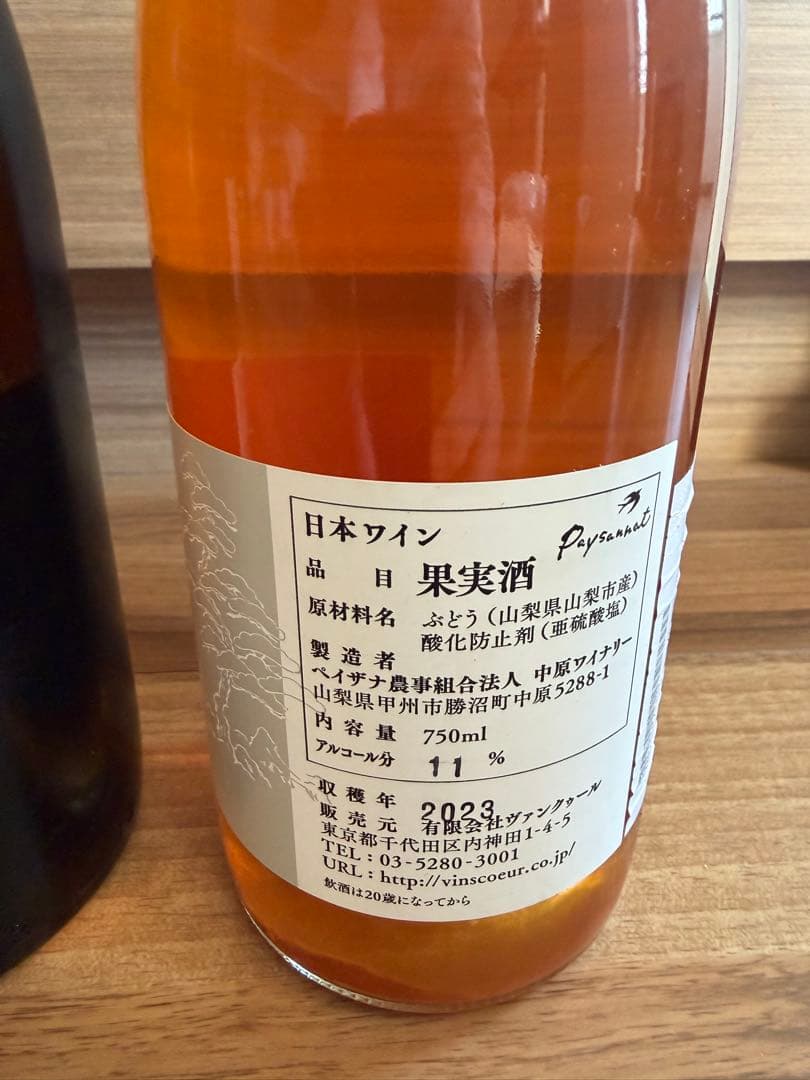 日本ワイン
Paysannat
品目 果実酒
原材料名 ぶどう(山梨県山梨市産)
酸化防止剤(亜硫酸塩)
製造者
ペイザナ農事組合法人 中原ワイナリー
山梨県甲州市勝沼町中原5288-1
内容量 750ml
アルコール分 11 %
収穫年 2023
販売元 有限会社ヴァンクゥール
東京都千代田区内神田1-4-5
TEL:03-5280-3001
URL:http://vinscoeur.co.jp/
飲酒は20歳になってから